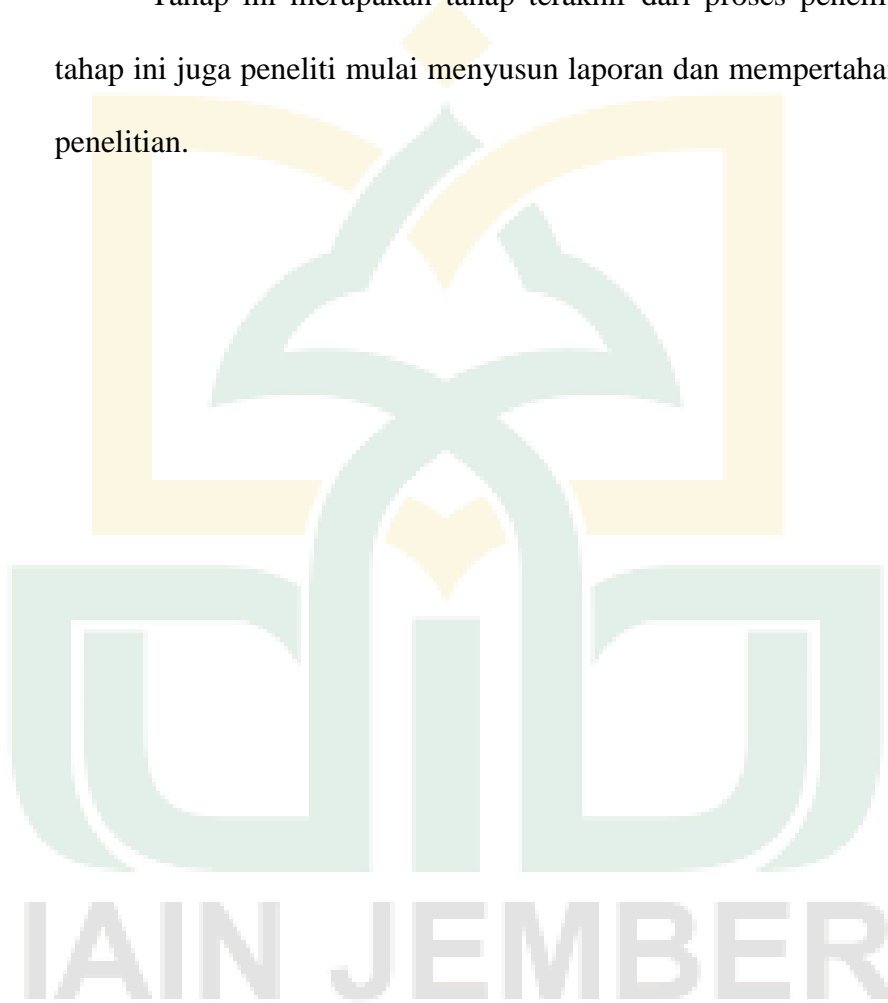 Tahap ini merupakan tahap terakhir dari proses
tahap ini juga peneliti mulai menyusun laporan dan
penelitian.
IAIN JEMBER